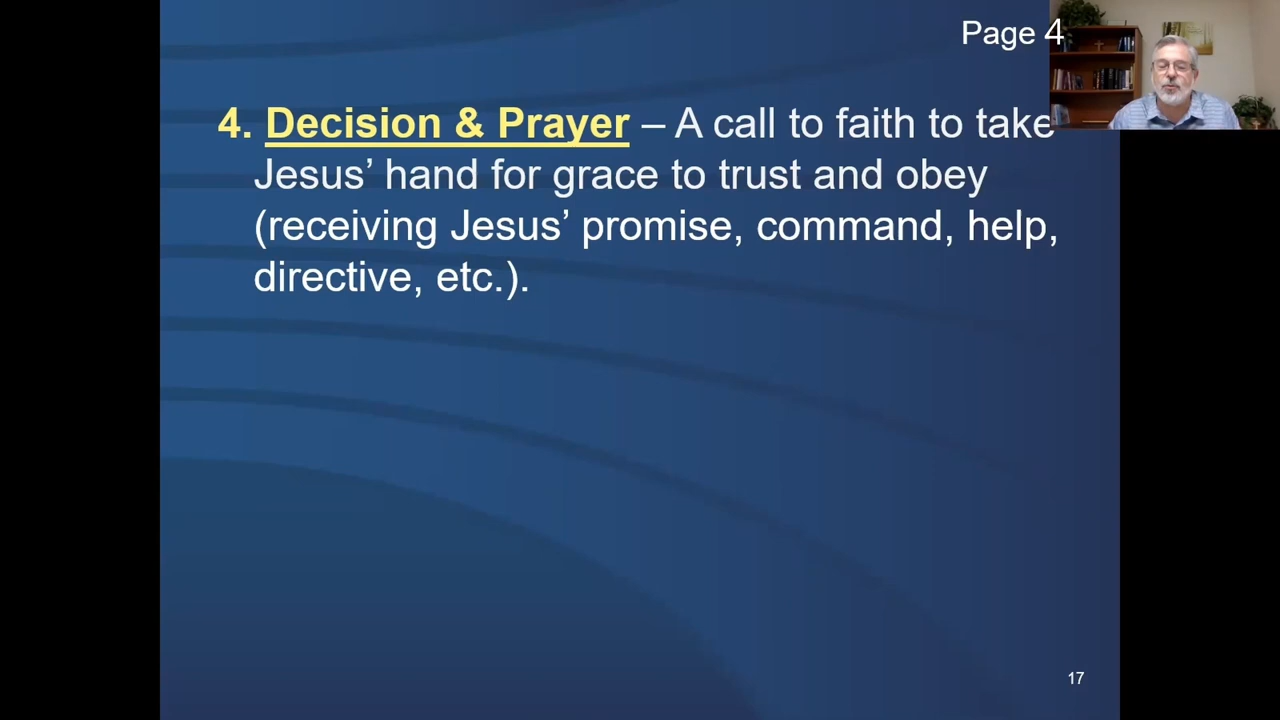 Page 4
4. Decision & Prayer – A call to faith to take
Jesus’ hand for grace to trust and obey
(receiving Jesus’ promise, command, help,
directive, etc.).
17